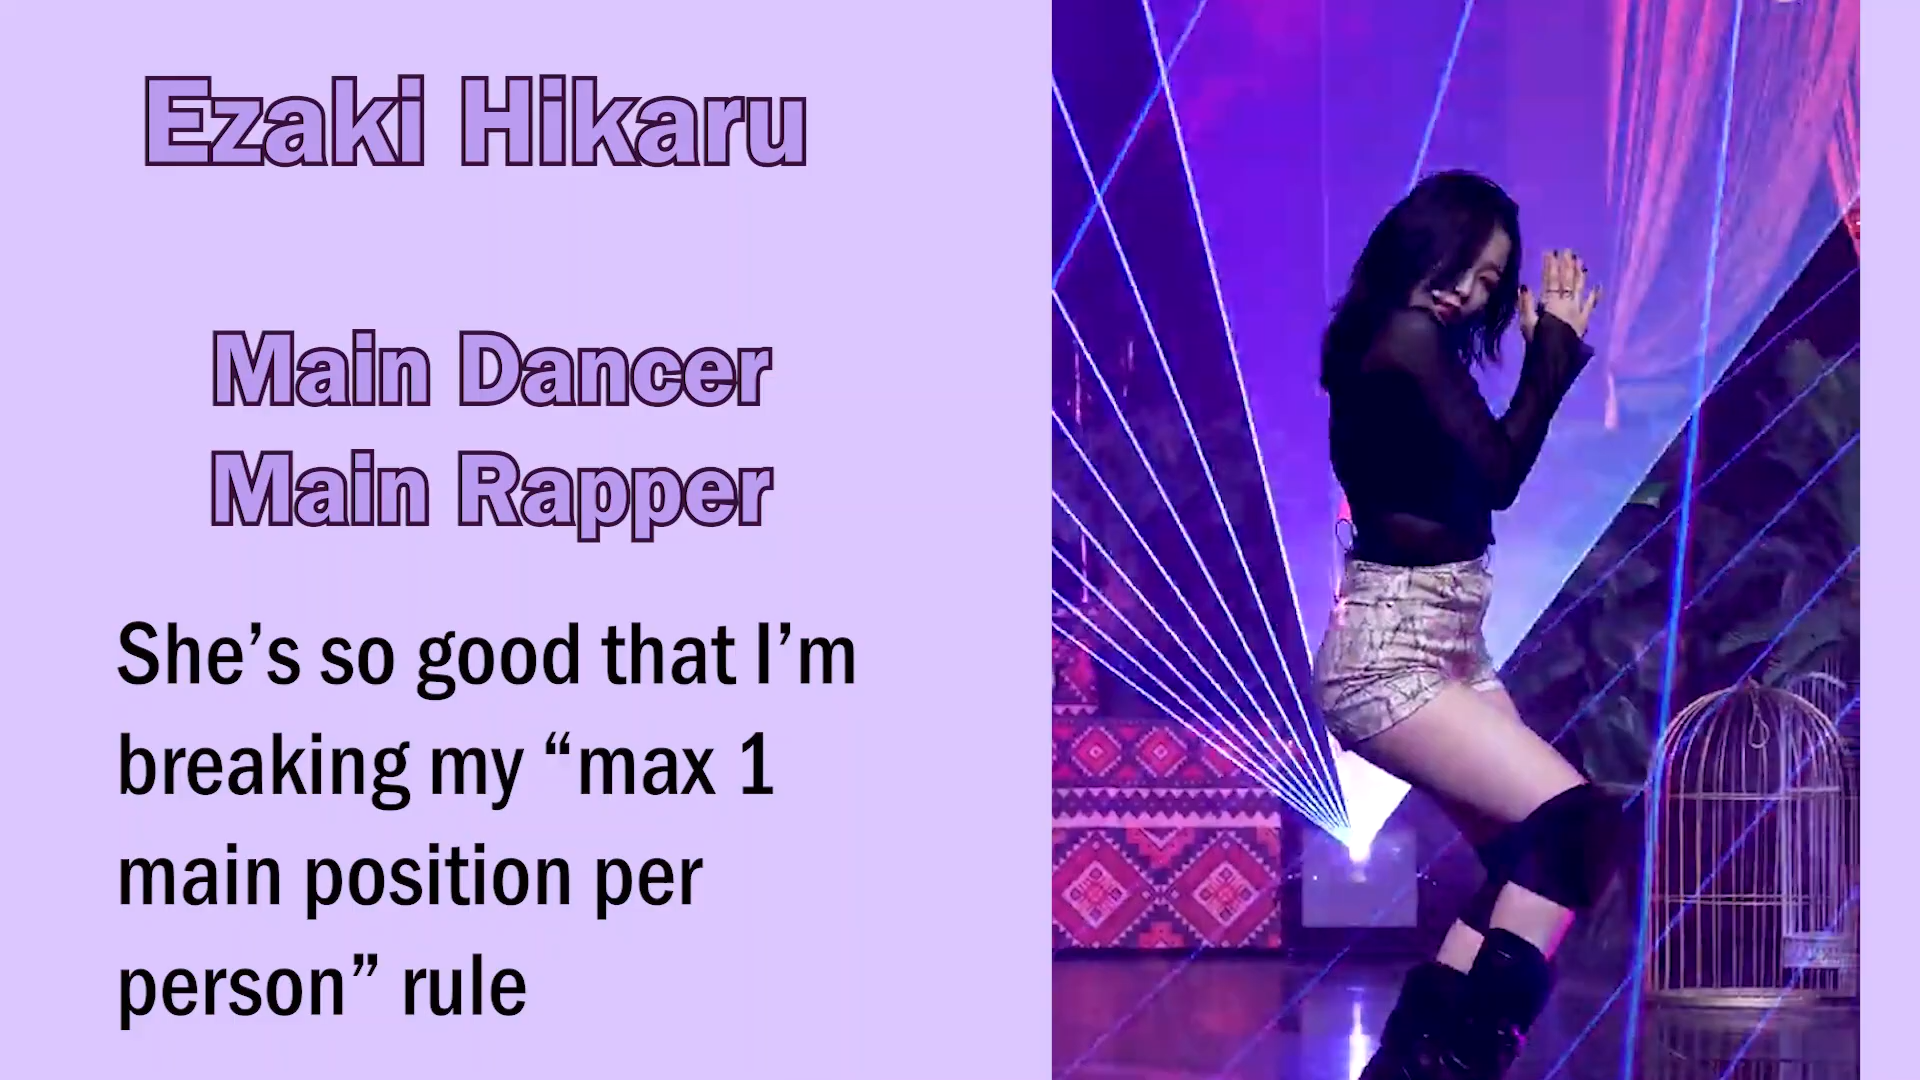 Ezaki Hikaru
Main Dancer
Main Rapper
She’s so good that I’m
breaking my “max 1
main position per
person” rule